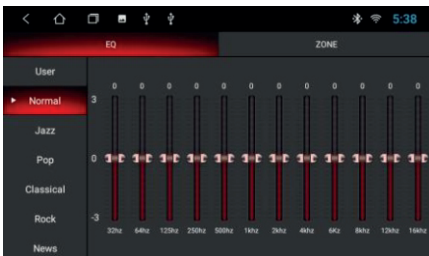 5:38
EQ ZONE
User
Normal
Jazz
Pop
Classical
Rock
News
0 0 0 0 0 0 0 0 0 0 0 0
3
0
-3
32hz 64hz 125hz 250hz 500hz 1khz 2khz 4khz 6Kz 8khz 12khz 16khz